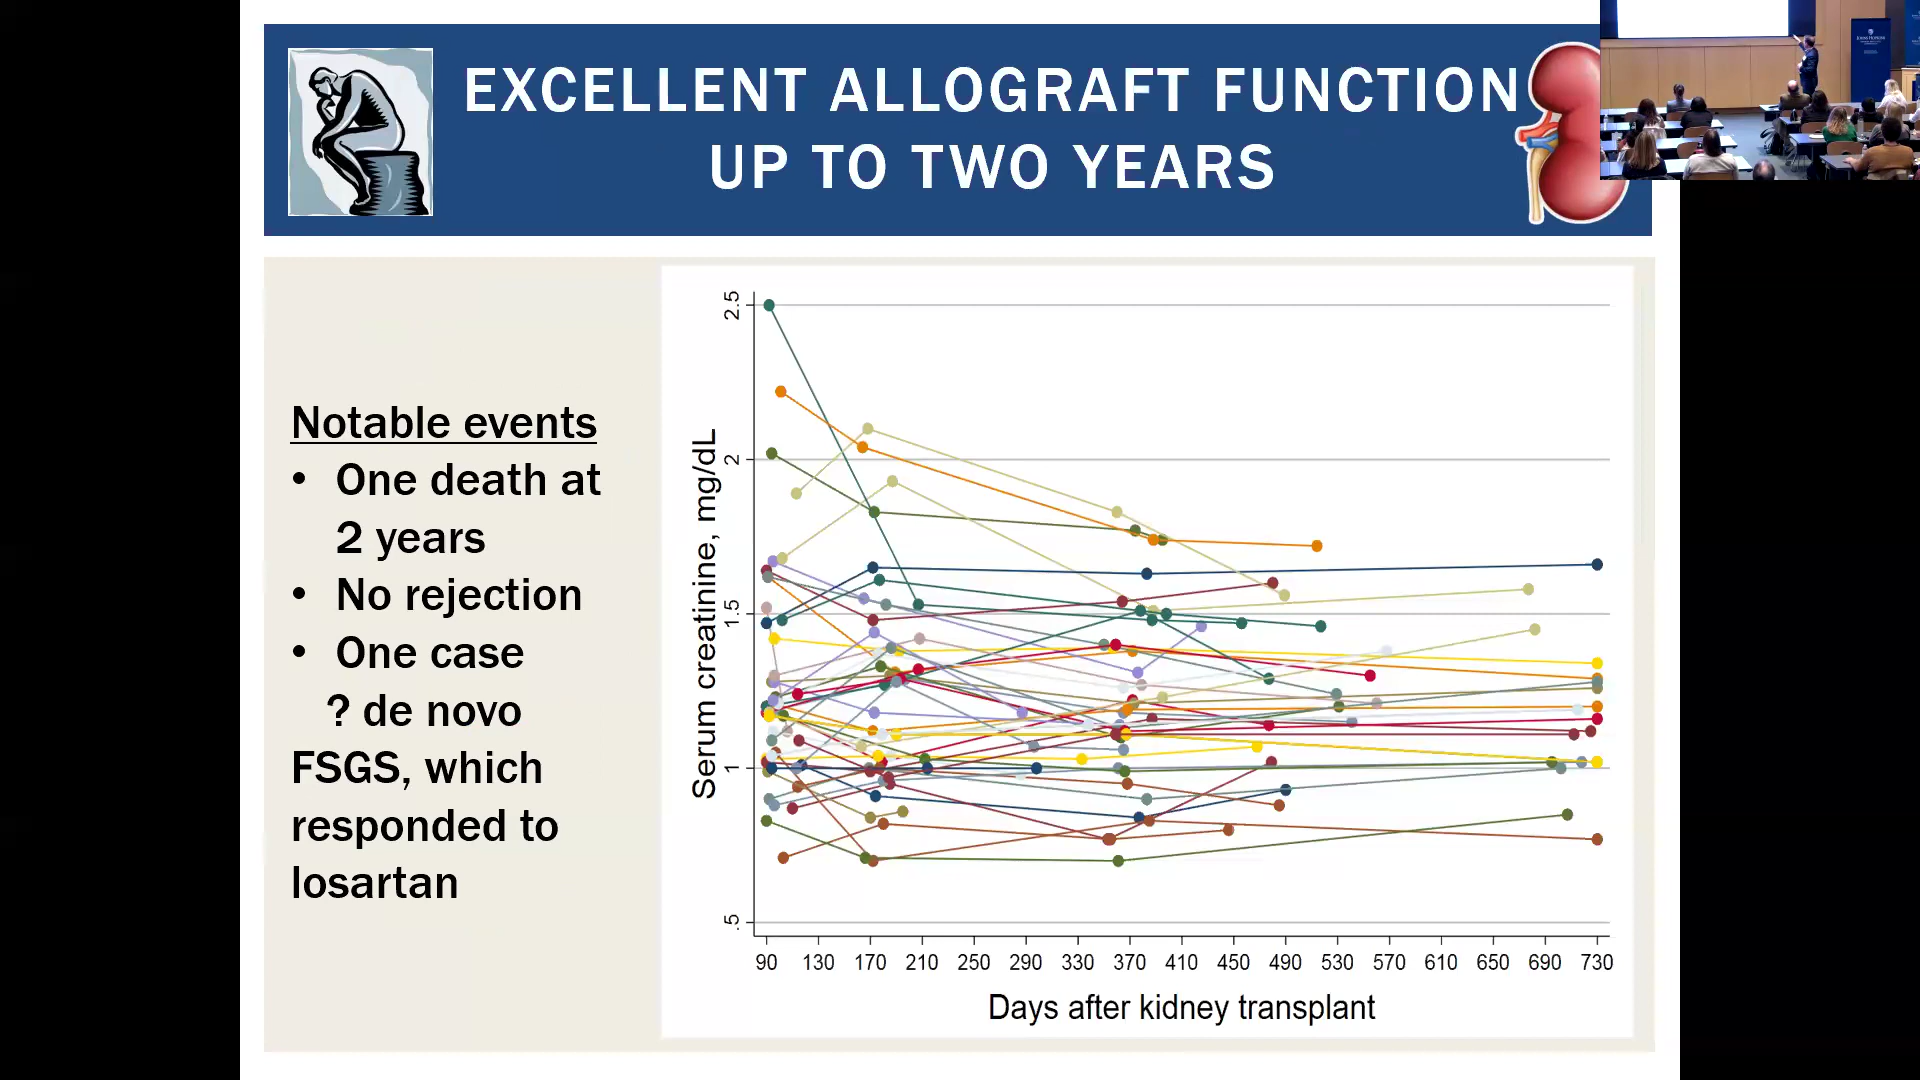 EXCELLENT ALLOGRAFT FUNCTION
UP TO TWO YEARS
Notable events
• One death at
2 years
• No rejection
• One case
? de novo
FSGS, which
responded to
losartan
Serum creatinine, mg/dL
2.5
2
1.5
1
.5
90 130 170 210 250 290 330 370 410 450 490 530 570 610 650 690 730
Days after kidney transplant
JOHNS HOPKINS